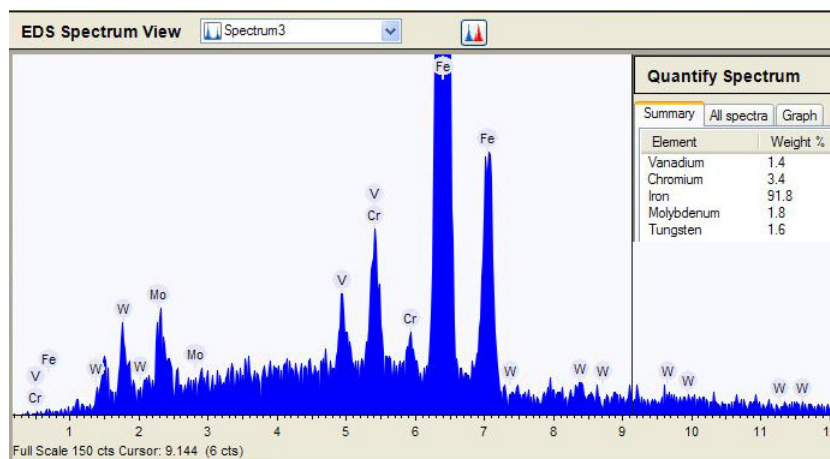 EDS Spectrum View Spectrum3
Quantify Spectrum
Summary All spectra Graph
Element Weight %
Vanadium 1.4
Chromium 3.4
Iron 91.8
Molybdenum 1.8
Tungsten 1.6
Fe
Fe
V
Cr
V
Cr
Mo
W
Mo
W
W
Fe
V
Cr
W
W
W
W
W
W
W
1 2 3 4 5 6 7 8 9 10 11
Full Scale 150 cts Cursor: 9.144 (6 cts)